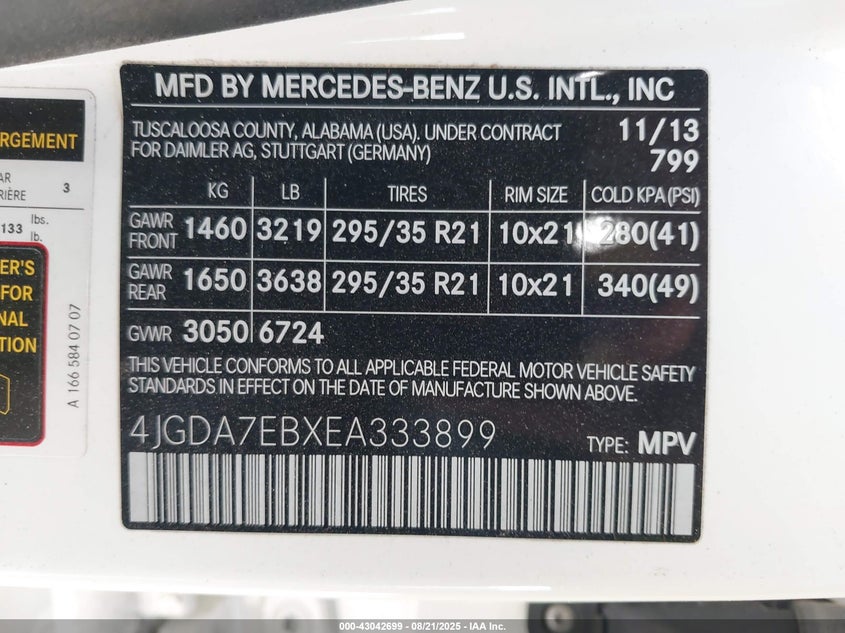 RGEMENT
AR
RIÈRE 3
133 lbs.
lb.
ER'S
FOR
NAL
TION
A 166 584 07 07
MFD BY MERCEDES-BENZ U.S. INTL., INC
TUSCALOOSA COUNTY, ALABAMA (USA). UNDER CONTRACT 11/13
FOR DAIMLER AG, STUTTGART (GERMANY) 799
KG LB TIRES RIM SIZE COLD KPA (PSI)
GAWR FRONT 1460 3219 295/35 R21 10x21 280(41)
GAWR REAR 1650 3638 295/35 R21 10x21 340(49)
GVWR 3050 6724
THIS VEHICLE CONFORMS TO ALL APPLICABLE FEDERAL MOTOR VEHICLE SAFETY
STANDARDS IN EFFECT ON THE DATE OF MANUFACTURE SHOWN ABOVE.
4JGDA7EBXEA333899 TYPE: MPV
000-43042699 - 08/21/2025 - IAA Inc.